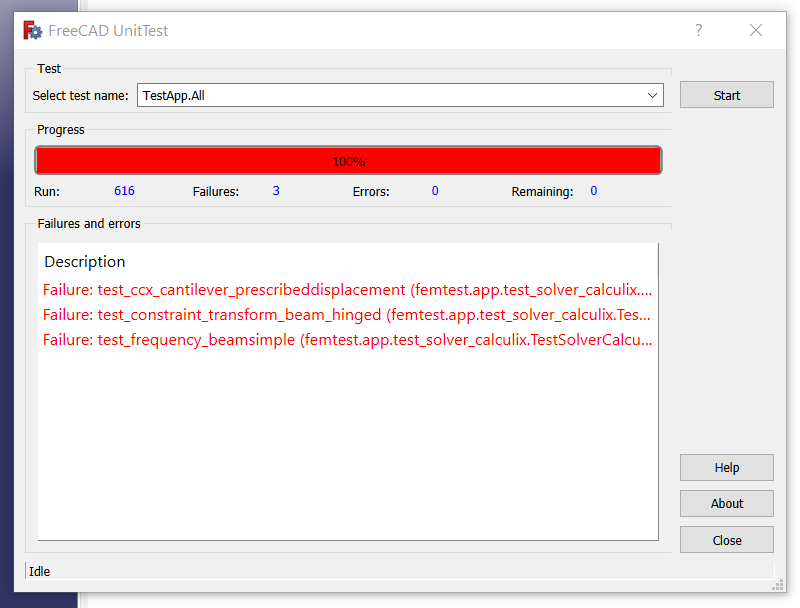 FreeCAD UnitTest
?
Test
Select test name: TestApp.All Start
Progress
100%
Run: 616 Failures: 3 Errors: 0 Remaining: 0
Failures and errors
Description
Failure: test_ccx_cantilever_prescribeddisplacement (femtest.app.test_solver_calculix....
Failure: test_constraint_transform_beam_hinged (femtest.app.test_solver_calculix.Tes...
Failure: test_frequency_beamsimple (femtest.app.test_solver_calculix.TestSolverCalcu...
Help
About
Close
Idle